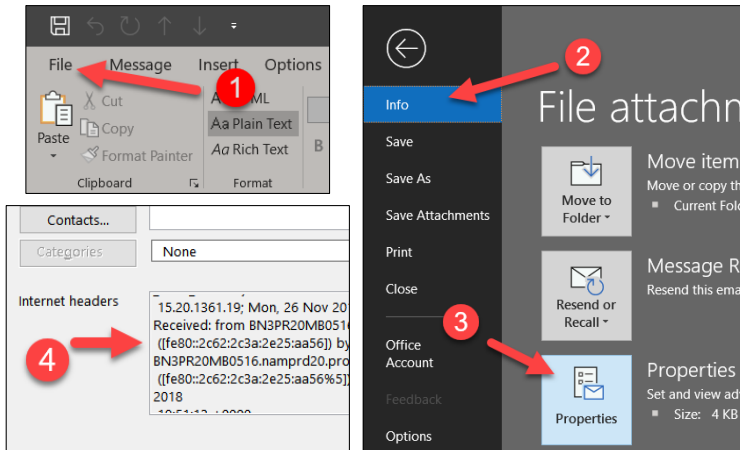 File Message Insert Options
1
Cut
Aa Plain Text
Copy
Paste
Format Painter
Aa Rich Text
B
Clipboard
Format
Contacts...
Categories
None
Internet headers
15.20.1361.19; Mon, 26 Nov 20
Received: from BN3PR20MB051
([fe80::2c62:2c3a:2e25:aa56]) by
BN3PR20MB0516.namprd20.pro
([fe80::2c62:2c3a:2e25:aa56%5])
2018
4
2
Info
Save
Save As
Save Attachments
Print
Close
3
Office
Account
Feedback
Options
File attachm
Move to
Folder
Move item
Move or copy th
Current Fol
Resend or
Recall
Message R
Resend this ema
Properties
Properties
Set and view ad
Size: 4 KB